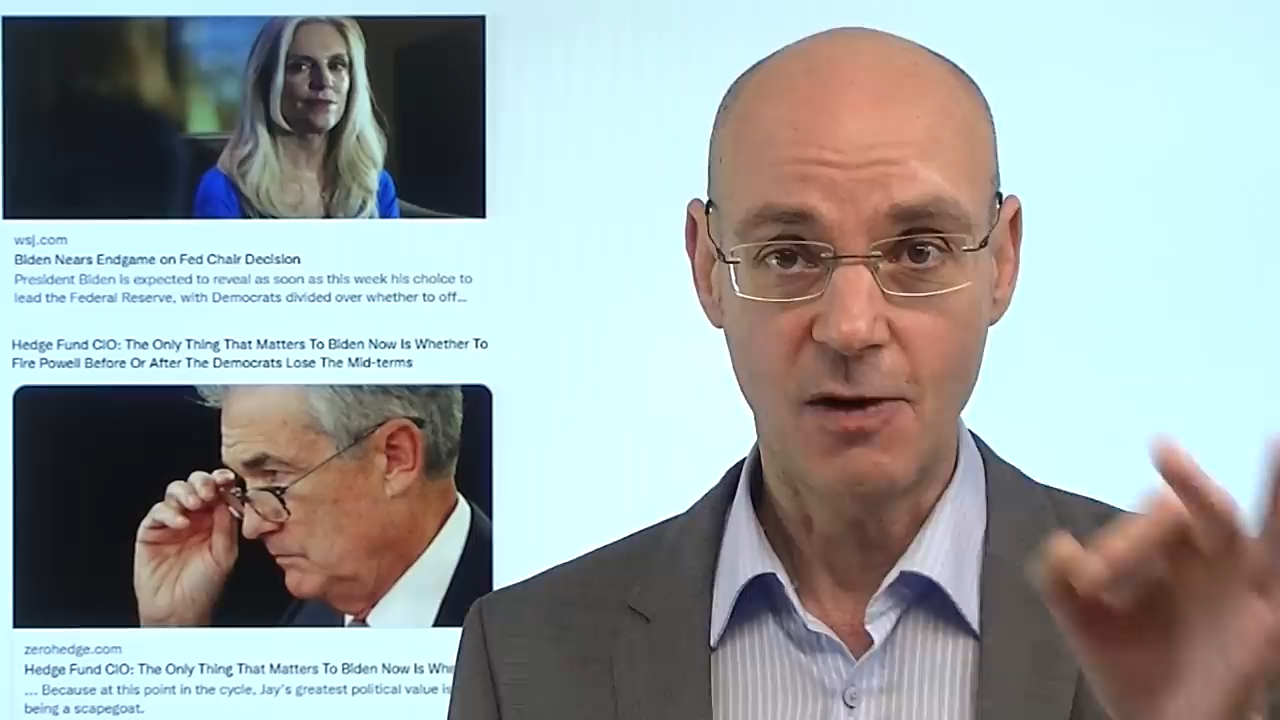 wsj.com
Biden Nears Endgame on Fed Chair Decision
President Biden is expected to reveal as soon as this week his choice to
lead the Federal Reserve, with Democrats divided over whether to off...
Hedge Fund CIO: The Only Thing That Matters To Biden Now Is Whether To
Fire Powell Before Or After The Democrats Lose The Mid-terms
zerohedge.com
Hedge Fund CIO: The Only Thing That Matters To Biden Now Is Whe
... Because at this point in the cycle, Jay's greatest political value is
being a scapegoat.